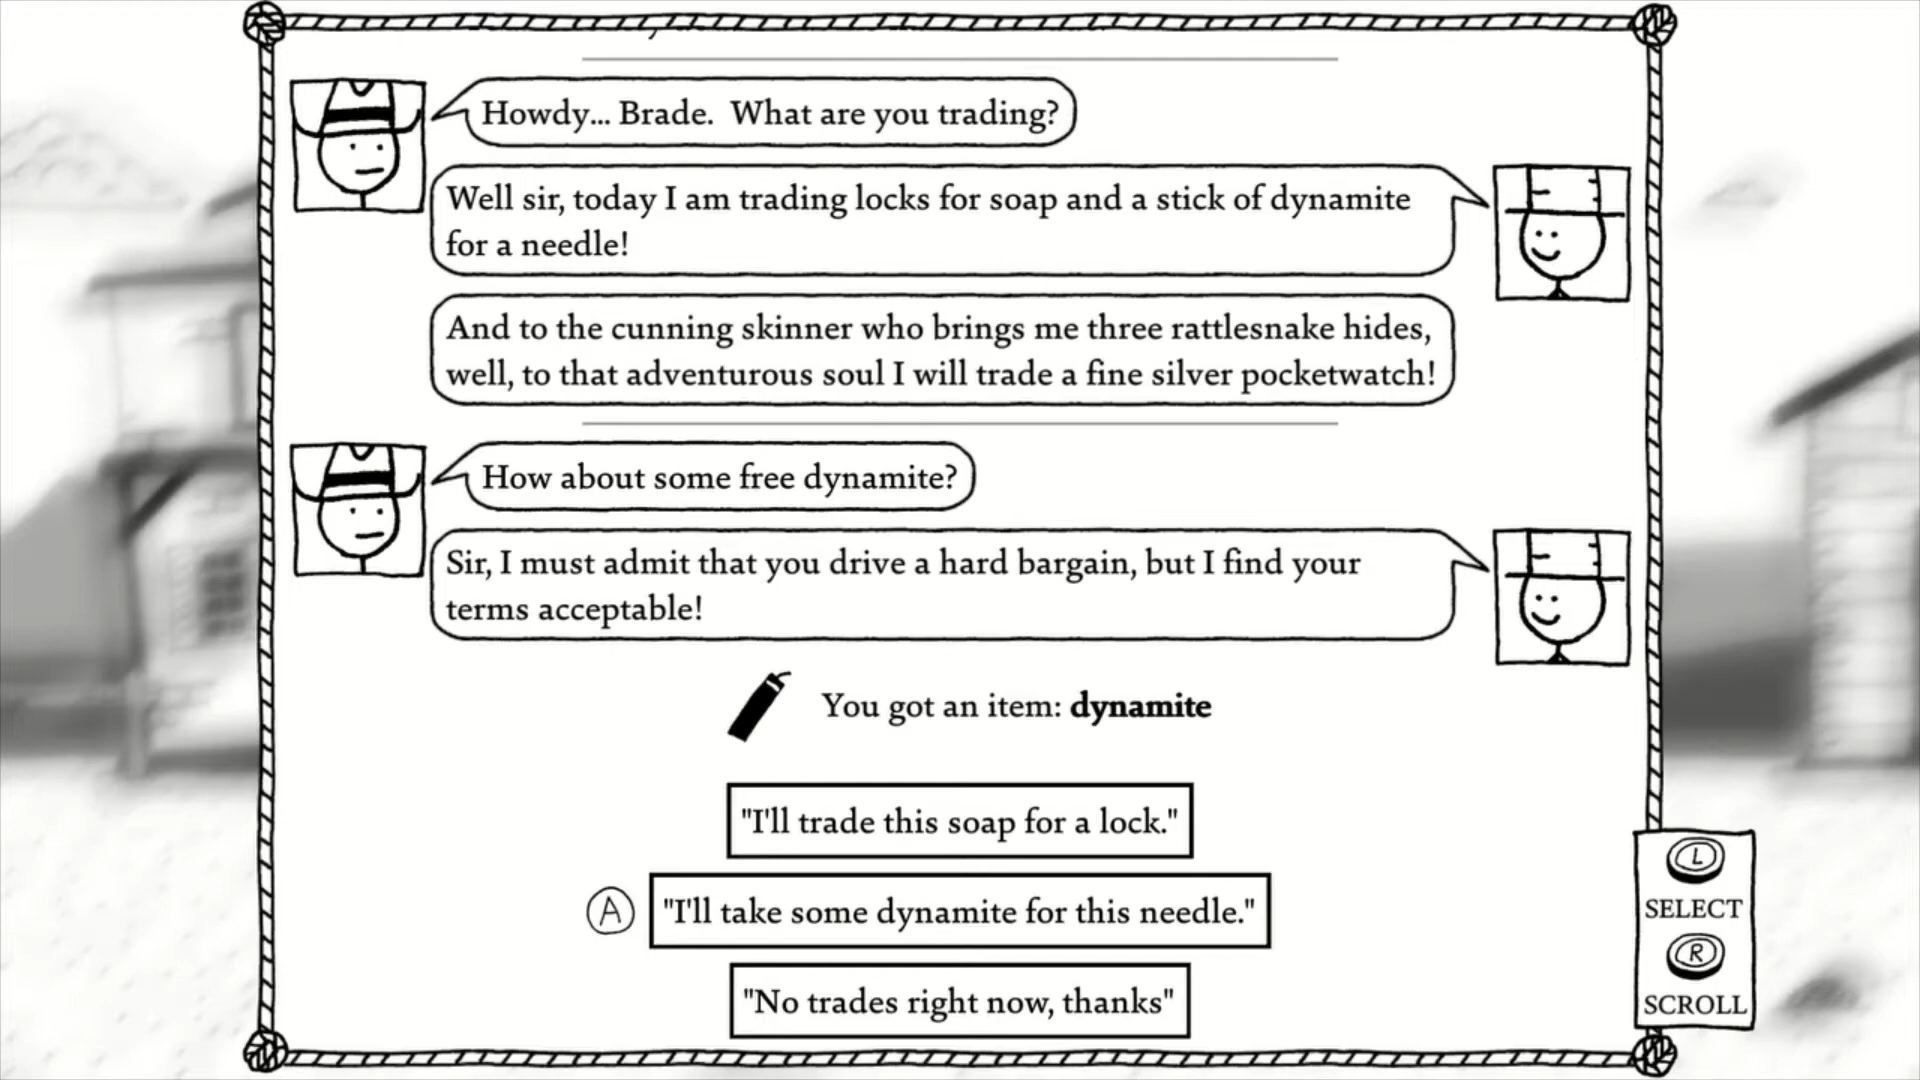 Howdy... Brade.  What are you trading?
Well sir, today I am trading locks for soap and a stick of dynamite
for a needle!
And to the cunning skinner who brings me three rattlesnake hides,
well, to that adventurous soul I will trade a fine silver pocketwatch!
How about some free dynamite?
Sir, I must admit that you drive a hard bargain, but I find your
terms acceptable!
You got an item: dynamite
"I'll trade this soap for a lock."
A "I'll take some dynamite for this needle."
"No trades right now, thanks"
L
SELECT
R
SCROLL